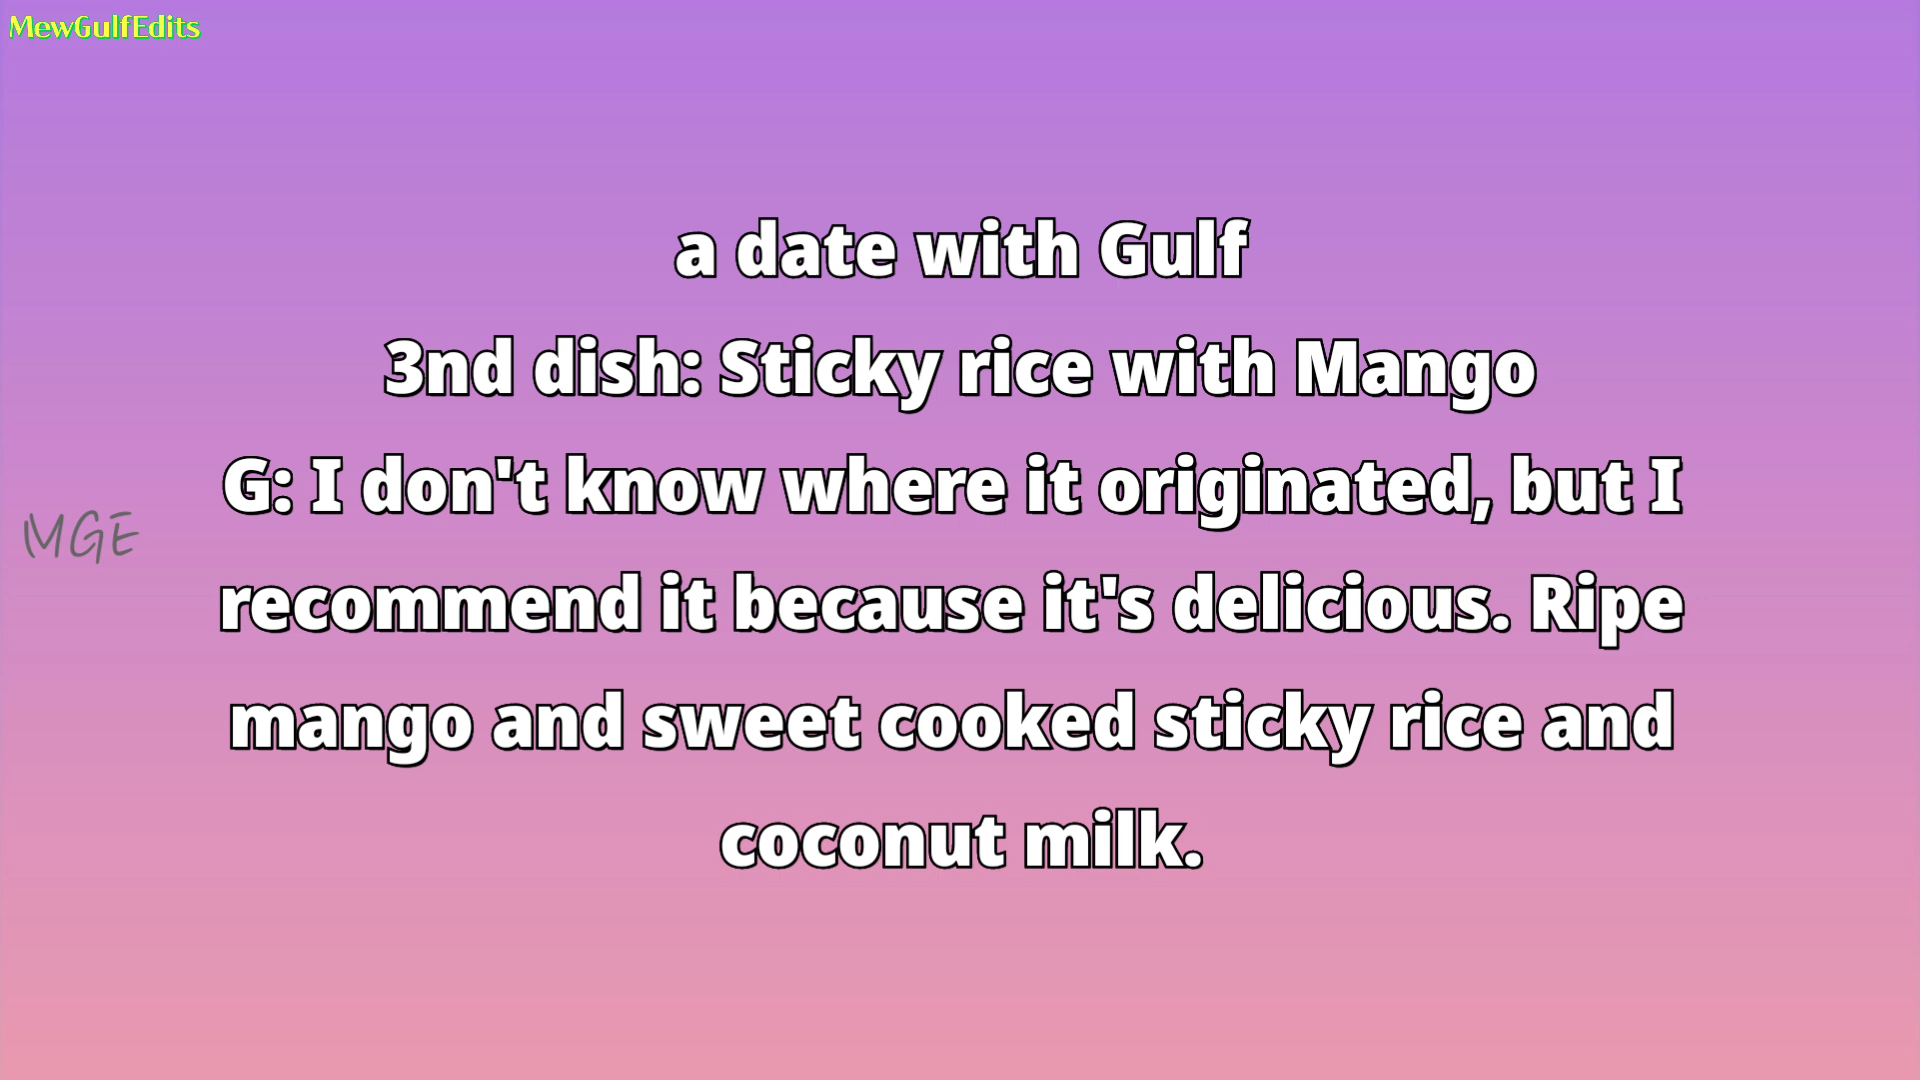 MewGulfEdits
a date with Gulf
3nd dish: Sticky rice with Mango
G: I don't know where it originated, but I
recommend it because it's delicious. Ripe
MGE
mango and sweet cooked sticky rice and
coconut milk.